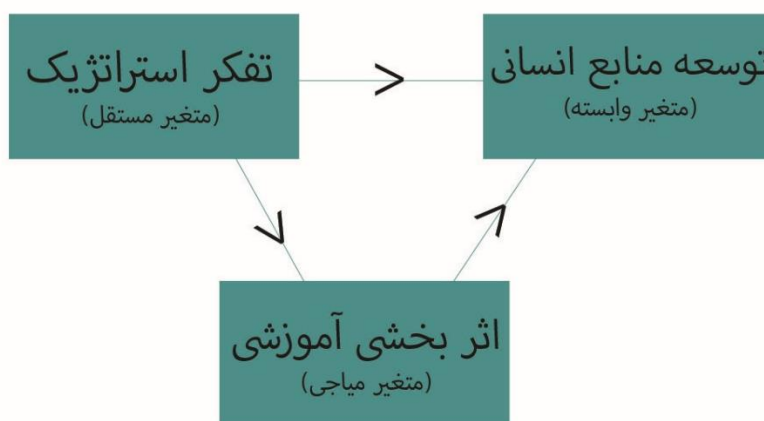 توسعه منابع انسانی
(متغیر وابسته)
تفکر استراتژیک
(متغیر مستقل)
اثر بخشی آموزشی
(متغیر میاجی)